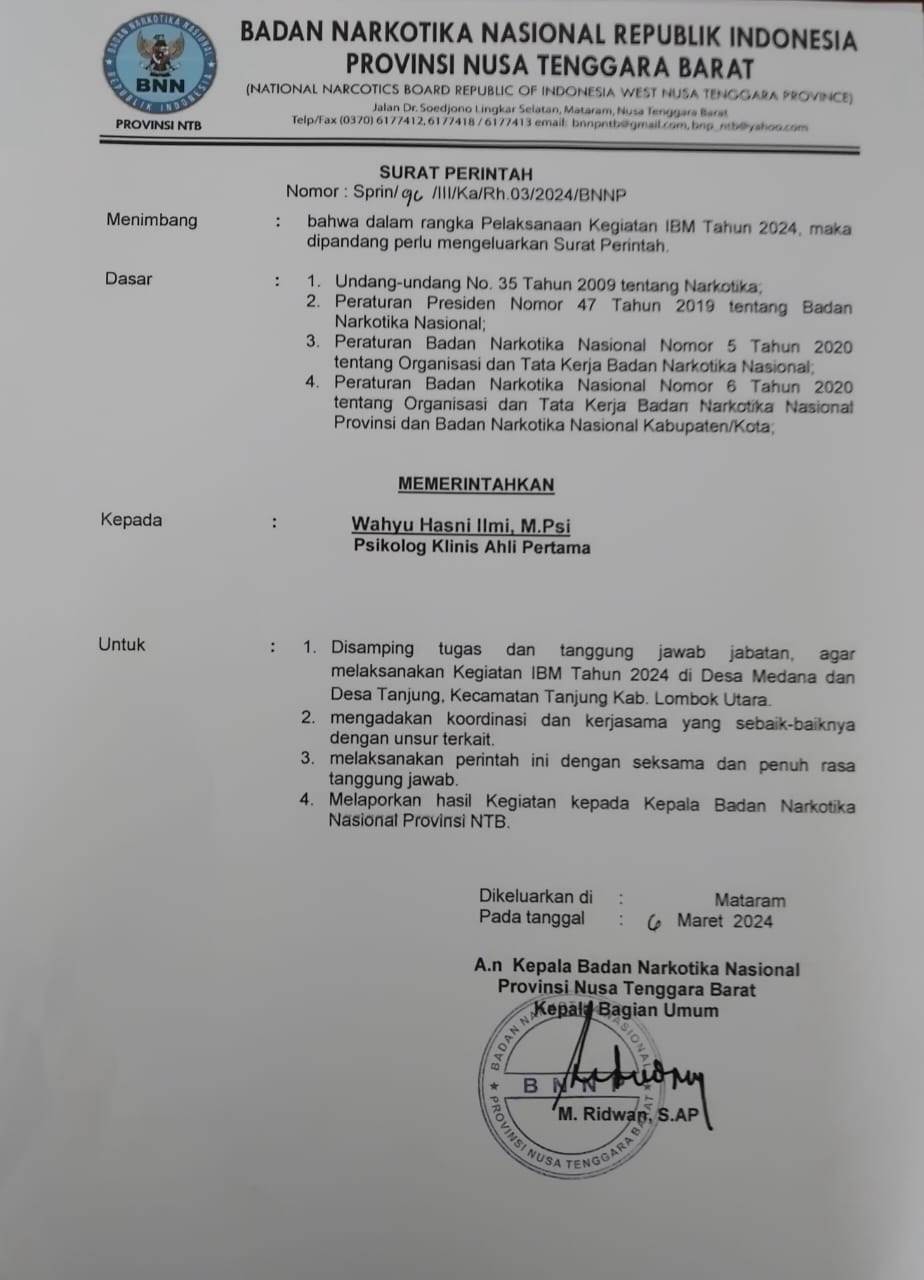 BADAN NARKOTIKA NASIONAL
REPUBLIK INDONESIA
BNN
PROVINSI NTB
BADAN NARKOTIKA NASIONAL REPUBLIK INDONESIA
PROVINSI NUSA TENGGARA BARAT
(NATIONAL NARCOTICS BOARD REPUBLIC OF INDONESIA WEST NUSA TENGGARA PROVINCE)
Jalan Dr. Soedjono Lingkar Selatan, Mataram, Nusa Tenggara Barat
Telp/Fax (0370) 6177412, 6177418 / 6177413 email: bnnpntb@gmail.com, bnp_ntb@yahoo.com
SURAT PERINTAH
Nomor : Sprin/ /III/Ka/Rh.03/2024/BNNP
Menimbang : bahwa dalam rangka Pelaksanaan Kegiatan IBM Tahun 2024, maka
dipandang perlu mengeluarkan Surat Perintah.
Dasar : 1. Undang-undang No. 35 Tahun 2009 tentang Narkotika;
2. Peraturan Presiden Nomor 47 Tahun 2019 tentang Badan
Narkotika Nasional;
3. Peraturan Badan Narkotika Nasional Nomor 5 Tahun 2020
tentang Organisasi dan Tata Kerja Badan Narkotika Nasional;
4. Peraturan Badan Narkotika Nasional Nomor 6 Tahun 2020
tentang Organisasi dan Tata Kerja Badan Narkotika Nasional
Provinsi dan Badan Narkotika Nasional Kabupaten/Kota;
MEMERINTAHKAN
Kepada : Wahyu Hasni Ilmi, M.Psi
Psikolog Klinis Ahli Pertama
Untuk : 1. Disamping tugas dan tanggung jawab jabatan, agar
melaksanakan Kegiatan IBM Tahun 2024 di Desa Medana dan
Desa Tanjung, Kecamatan Tanjung Kab. Lombok Utara.
2. mengadakan koordinasi dan kerjasama yang sebaik-baiknya
dengan unsur terkait.
3. melaksanakan perintah ini dengan seksama dan penuh rasa
tanggung jawab.
4. Melaporkan hasil Kegiatan kepada Kepala Badan Narkotika
Nasional Provinsi NTB.
Dikeluarkan di : Mataram
Pada tanggal : 6 Maret 2024
A.n Kepala Badan Narkotika Nasional
Provinsi Nusa Tenggara Barat
Kepala Bagian Umum
BADAN NARKOTIKA NASIONAL
BNNP
M. Ridwan, S.AP
PROVINSI NUSA TENGGARA BARAT